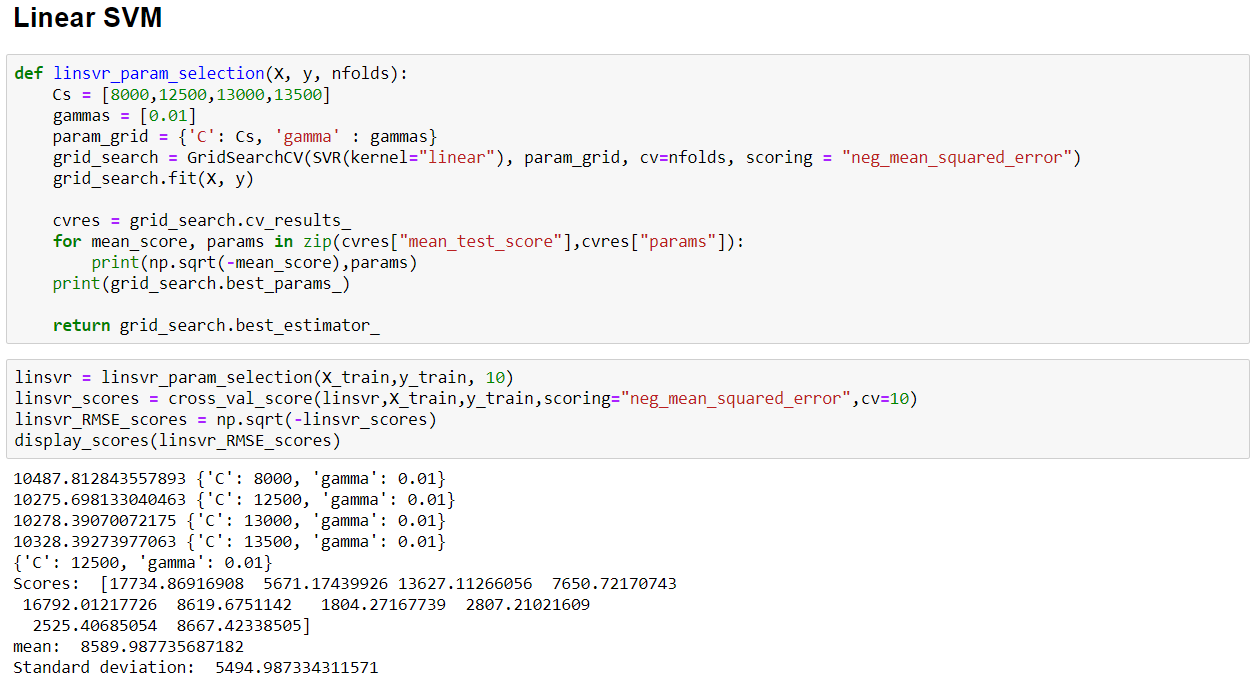 Linear SVM
def linsvr_param_selection(X, y, nfolds):
    Cs = [8000,12500,13000,13500]
    gammas = [0.01]
    param_grid = {'C': Cs, 'gamma' : gammas}
    grid_search = GridSearchCV(SVR(kernel="linear"), param_grid, cv=nfolds, scoring = "neg_mean_squared_error")
    grid_search.fit(X, y)

    cvres = grid_search.cv_results_
    for mean_score, params in zip(cvres["mean_test_score"],cvres["params"]):
        print(np.sqrt(-mean_score),params)
    print(grid_search.best_params_)

    return grid_search.best_estimator_
linsvr = linsvr_param_selection(X_train,y_train, 10)
linsvr_scores = cross_val_score(linsvr,X_train,y_train,scoring="neg_mean_squared_error",cv=10)
linsvr_RMSE_scores = np.sqrt(-linsvr_scores)
display_scores(linsvr_RMSE_scores)
10487.812843557893 {'C': 8000, 'gamma': 0.01}
10275.698133040463 {'C': 12500, 'gamma': 0.01}
10278.39070072175 {'C': 13000, 'gamma': 0.01}
10328.39273977063 {'C': 13500, 'gamma': 0.01}
{'C': 12500, 'gamma': 0.01}
Scores:  [17734.86916908  5671.17439926 13627.11266056  7650.72170743
 16792.01217726  8619.6751142   1804.27167739  2807.21021609
  2525.40685054  8667.42338505]
mean:  8589.987735687182
Standard deviation:  5494.987334311571